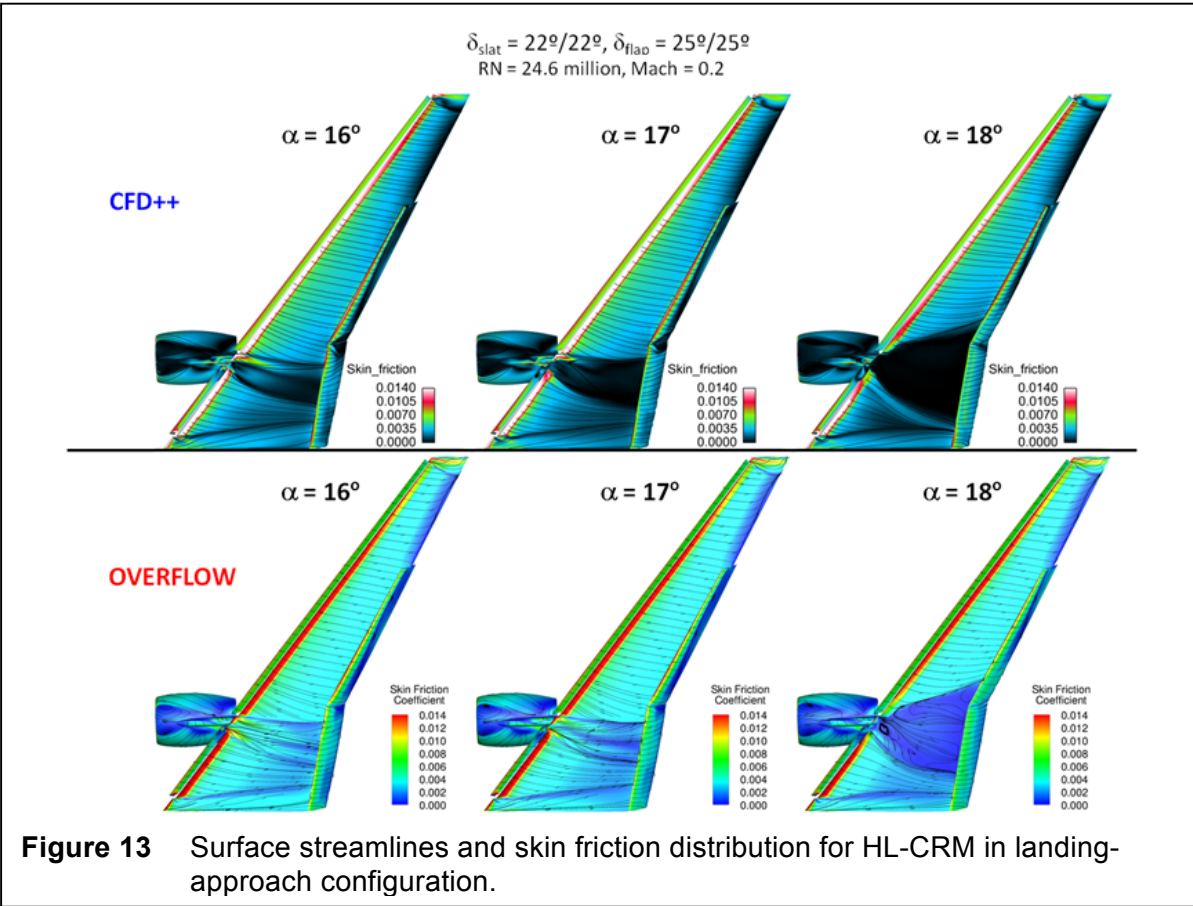 δslat = 22º/22º, δflap = 25º/25º
RN = 24.6 million, Mach = 0.2
α = 16º
α = 17º
α = 18º
CFD++
Skin_friction
0.0140
0.0105
0.0070
0.0035
0.0000
Skin_friction
0.0140
0.0105
0.0070
0.0035
0.0000
Skin_friction
0.0140
0.0105
0.0070
0.0035
0.0000
α = 16º
α = 17º
α = 18º
OVERFLOW
Skin Friction
Coefficient
0.014
0.012
0.010
0.008
0.006
0.004
0.002
0.000
Skin Friction
Coefficient
0.014
0.012
0.010
0.008
0.006
0.004
0.002
0.000
Skin Friction
Coefficient
0.014
0.012
0.010
0.008
0.006
0.004
0.002
0.000
Figure 13 Surface streamlines and skin friction distribution for HL-CRM in landing-
approach configuration.